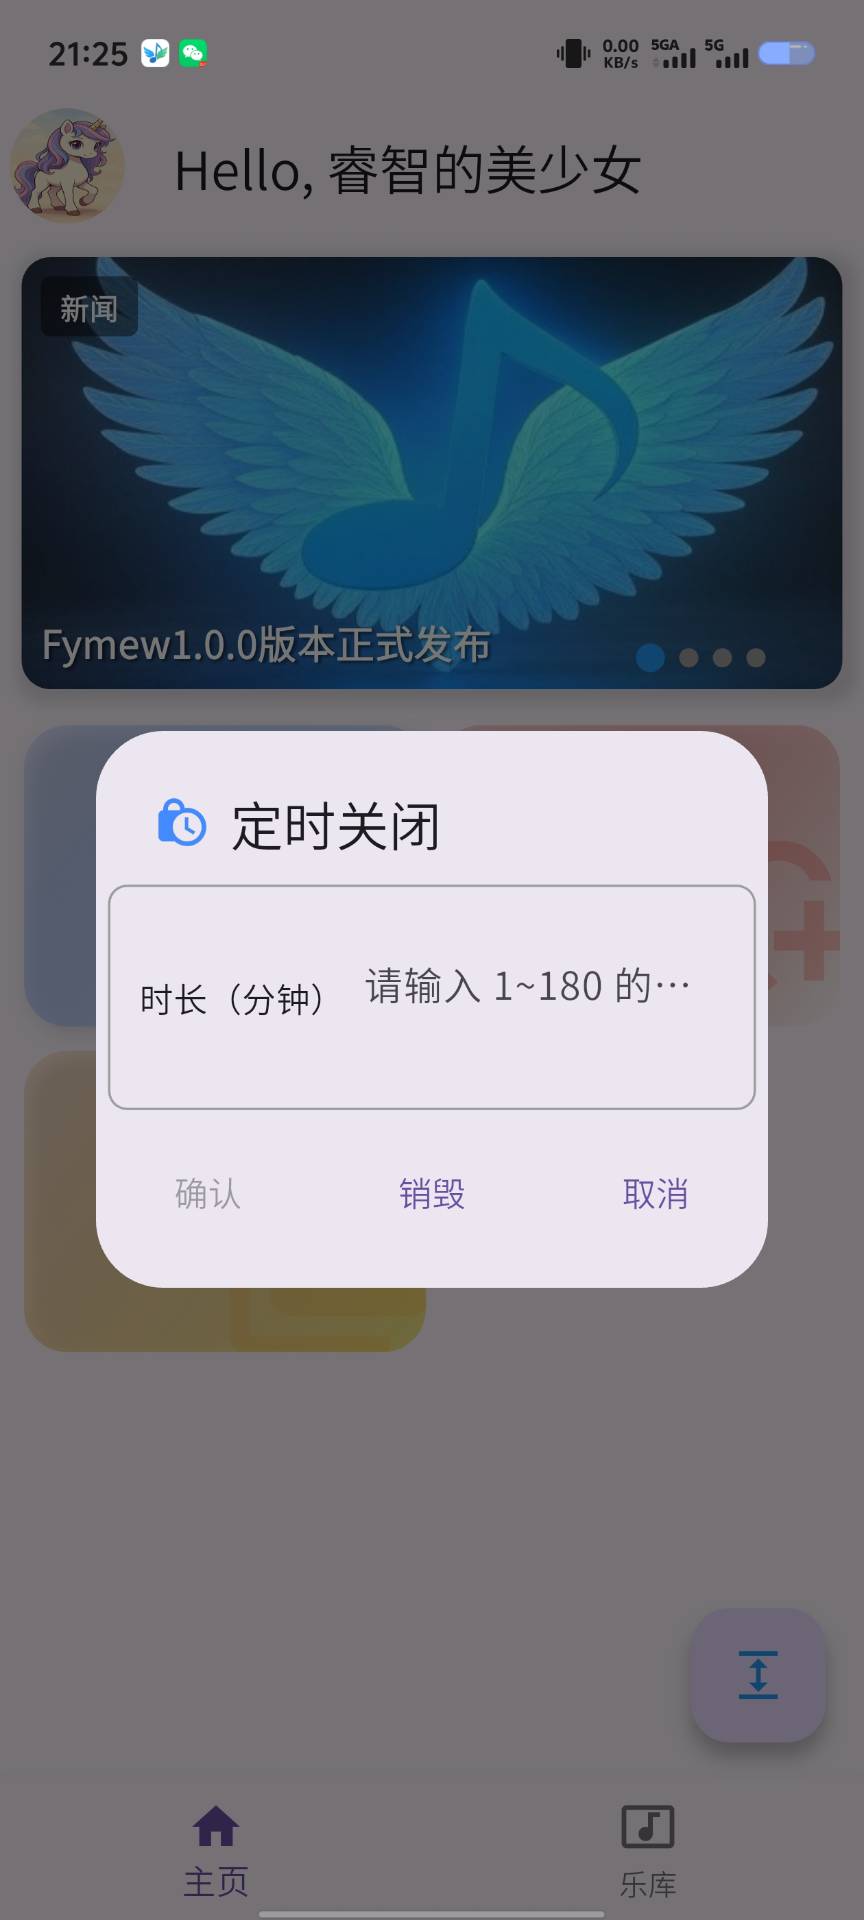 21:25
0.00 KB/s
5GA
5G
Hello, 睿智的美少女
新闻
Fymew1.0.0版本正式发布
定时关闭
时长（分钟）
请输入 1~180 的…
确认
销毁
取消
主页
乐库